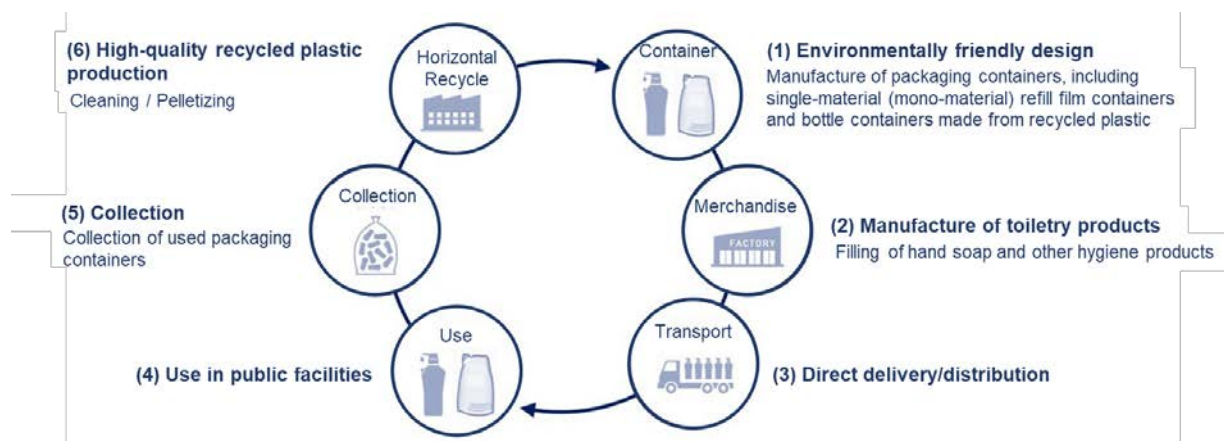 (1) Environmentally friendly design
Manufacture of packaging containers, including
single-material (mono-material) refill film containers
and bottle containers made from recycled plastic
Container
Merchandise
FACTORY
(2) Manufacture of toiletry products
Filling of hand soap and other hygiene products
Transport
(3) Direct delivery/distribution
Use
(4) Use in public facilities
Collection
(5) Collection
Collection of used packaging
containers
Horizontal
Recycle
(6) High-quality recycled plastic
production
Cleaning / Pelletizing